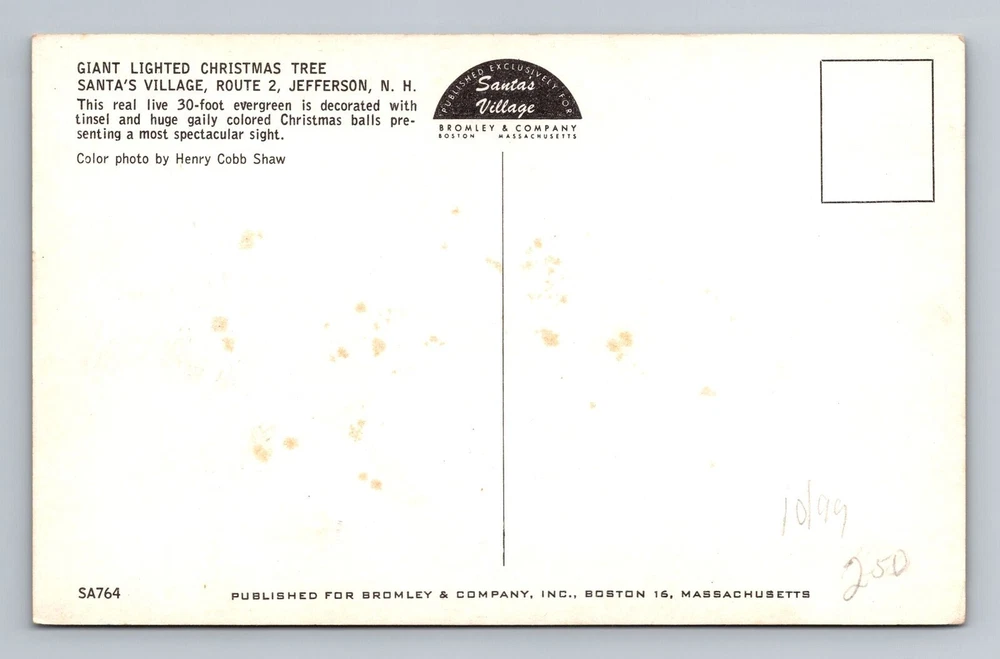 GIANT LIGHTED CHRISTMAS TREE
SANTA'S VILLAGE, ROUTE 2, JEFFERSON, N. H.
This real live 30-foot evergreen is decorated with
tinsel and huge gaily colored Christmas balls pre-
senting a most spectacular sight.
Color photo by Henry Cobb Shaw
PUBLISHED EXCLUSIVELY FOR
Santa's
Village
BROMLEY & COMPANY
BOSTON MASSACHUSETTS
10/99
250
SA764
PUBLISHED FOR BROMLEY & COMPANY, INC., BOSTON 16, MASSACHUSETTS